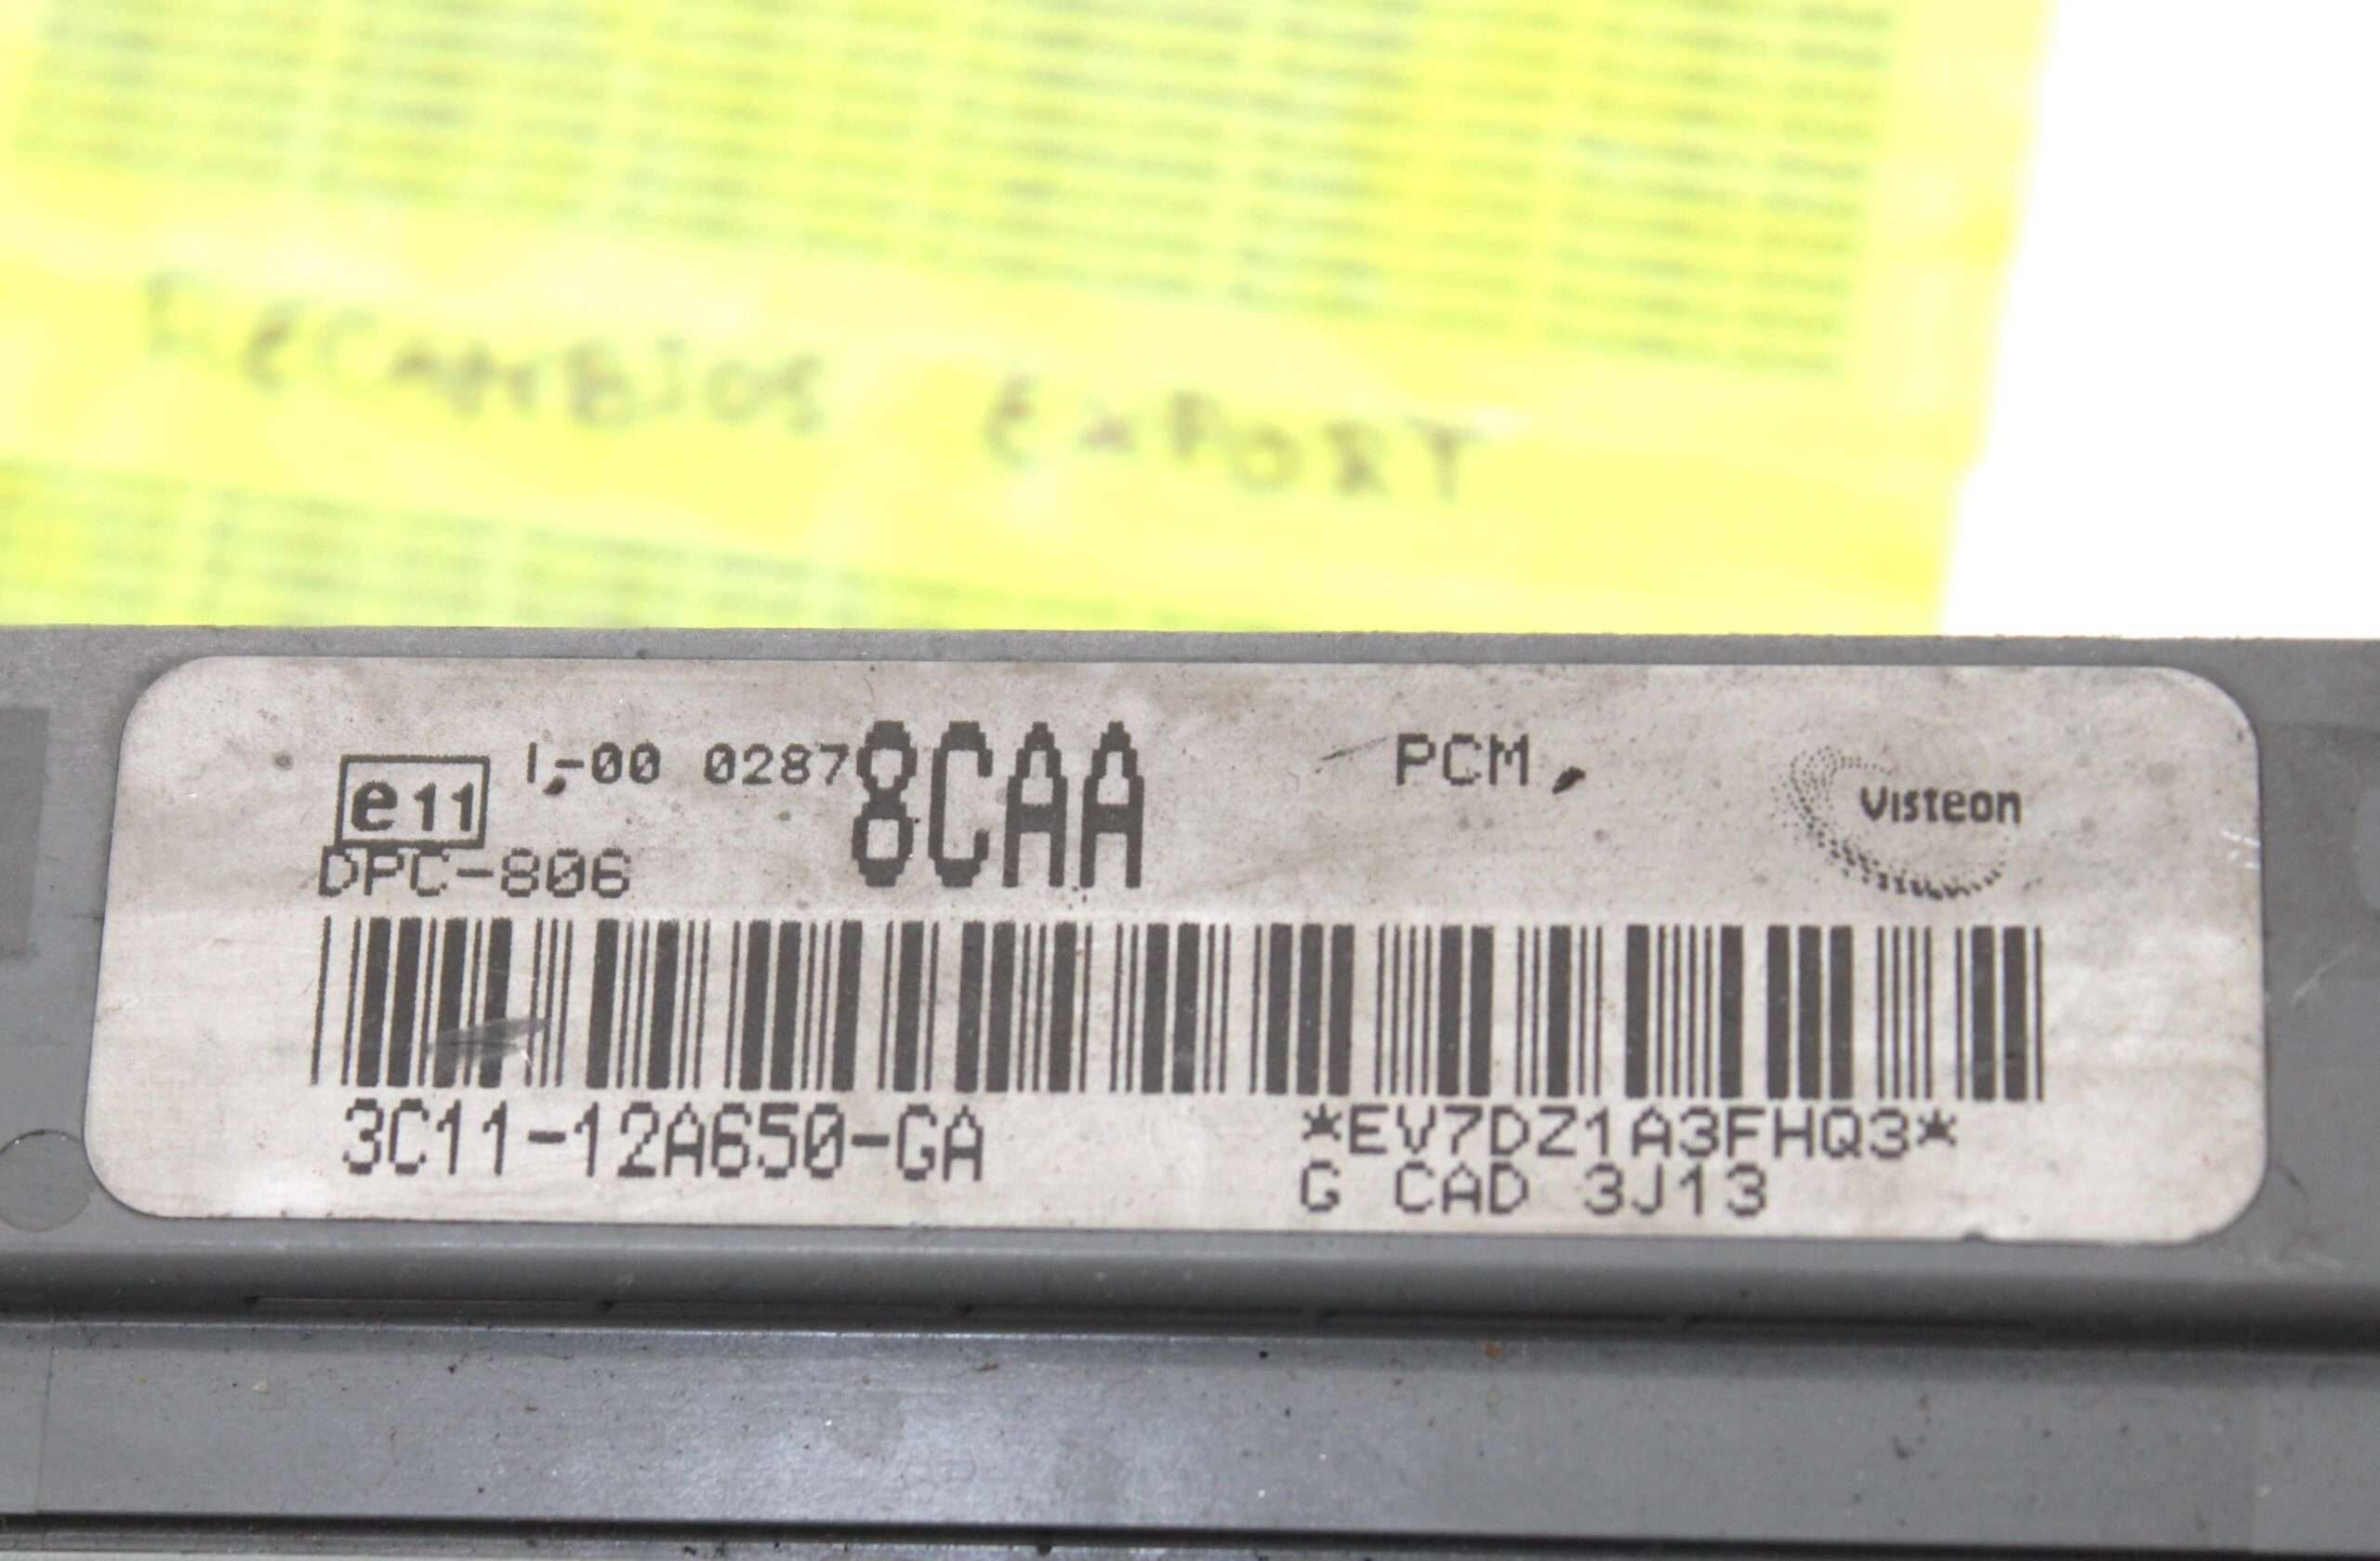 RECAMBIOS EXPORT
e11 1-00 0287 8CAA PCM Visteon
DPC-806
3C11-12A650-GA *EV7DZ1A3FHQ3*
G CAD 3J13